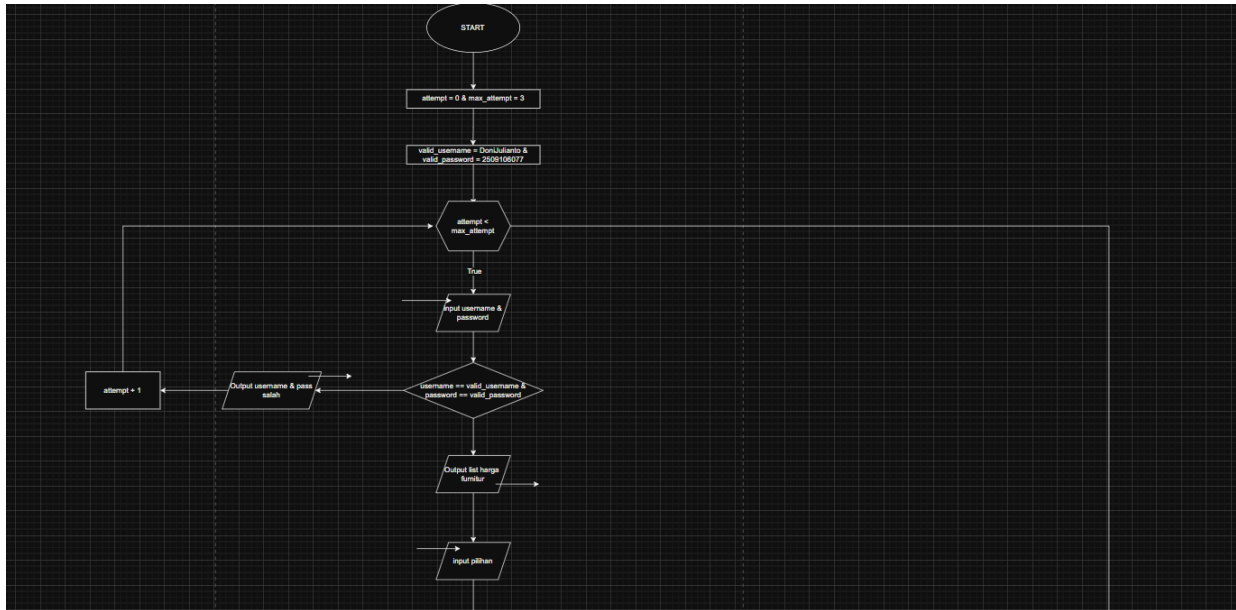 START
attempt = 0 & max_attempt = 3
valid_username = DoniJulianto &
valid_password = 2509106077
attempt <
max_attempt
True
input username &
password
username == valid_username &
password == valid_password
Output username & pass
salah
attempt + 1
Output list harga
furnitur
input pilihan